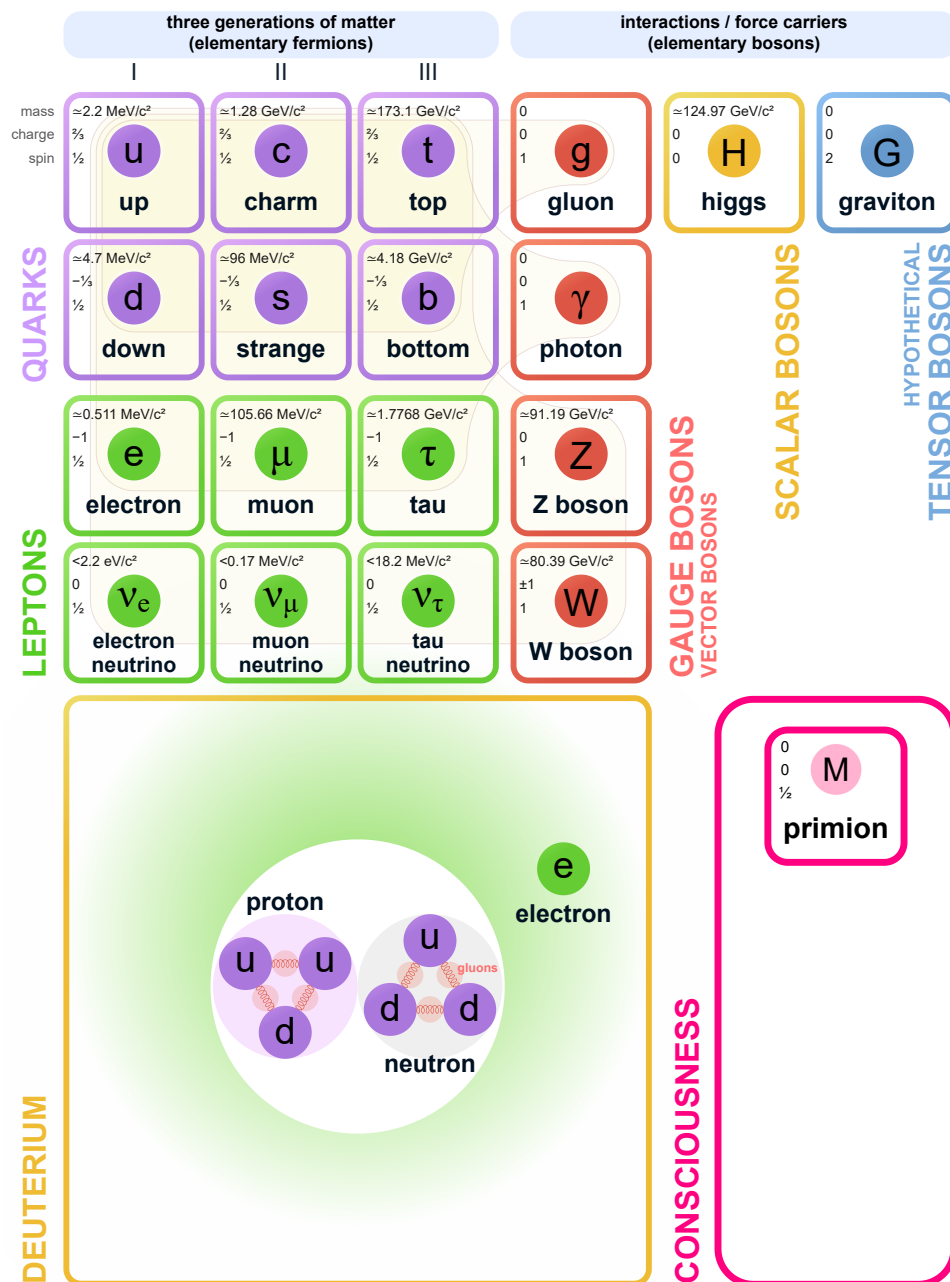 three generations of matter
(elementary fermions)
interactions / force carriers
(elementary bosons)
I
II
III
mass
charge
spin
≃2.2 MeV/c²
⅔
½
u
up
≃1.28 GeV/c²
⅔
½
c
charm
≃173.1 GeV/c²
⅔
½
t
top
0
0
1
g
gluon
≃124.97 GeV/c²
0
0
H
higgs
0
0
2
G
graviton
QUARKS
≃4.7 MeV/c²
−⅓
½
d
down
≃96 MeV/c²
−⅓
½
s
strange
≃4.18 GeV/c²
−⅓
½
b
bottom
0
0
1
γ
photon
SCALAR BOSONS
HYPOTHETICAL
TENSOR BOSONS
LEPTONS
≃0.511 MeV/c²
−1
½
e
electron
≃105.66 MeV/c²
−1
½
μ
muon
≃1.7768 GeV/c²
−1
½
τ
tau
≃91.19 GeV/c²
0
1
Z
Z boson
GAUGE BOSONS
VECTOR BOSONS
<2.2 eV/c²
0
½
νe
electron
neutrino
<0.17 MeV/c²
0
½
νμ
muon
neutrino
<18.2 MeV/c²
0
½
ντ
tau
neutrino
≃80.39 GeV/c²
±1
1
W
W boson
DEUTERIUM
proton
u
u
d
u
gluons
d
d
neutron
e
electron
CONSCIOUSNESS
0
0
½
M
primion